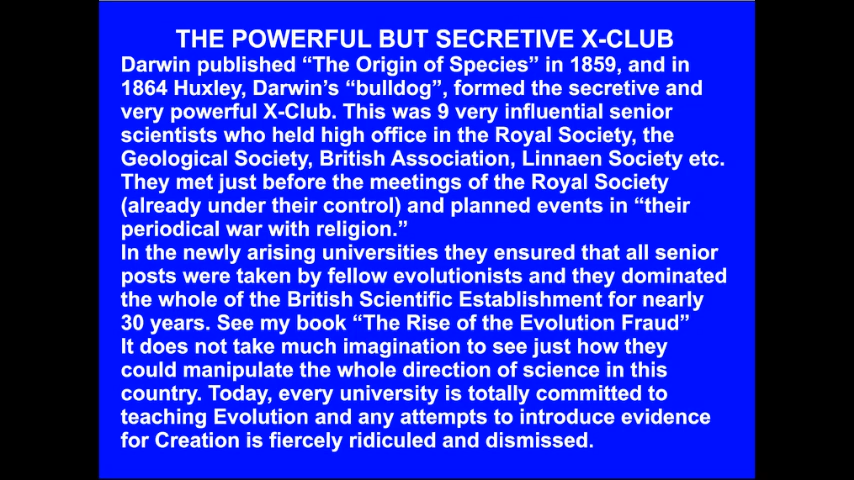 THE POWERFUL BUT SECRETIVE X-CLUB
Darwin published “The Origin of Species” in 1859, and in
1864 Huxley, Darwin’s “bulldog”, formed the secretive and
very powerful X-Club. This was 9 very influential senior
scientists who held high office in the Royal Society, the
Geological Society, British Association, Linnaen Society etc.
They met just before the meetings of the Royal Society
(already under their control) and planned events in “their
periodical war with religion.”
In the newly arising universities they ensured that all senior
posts were taken by fellow evolutionists and they dominated
the whole of the British Scientific Establishment for nearly
30 years. See my book “The Rise of the Evolution Fraud”
It does not take much imagination to see just how they
could manipulate the whole direction of science in this
country. Today, every university is totally committed to
teaching Evolution and any attempts to introduce evidence
for Creation is fiercely ridiculed and dismissed.